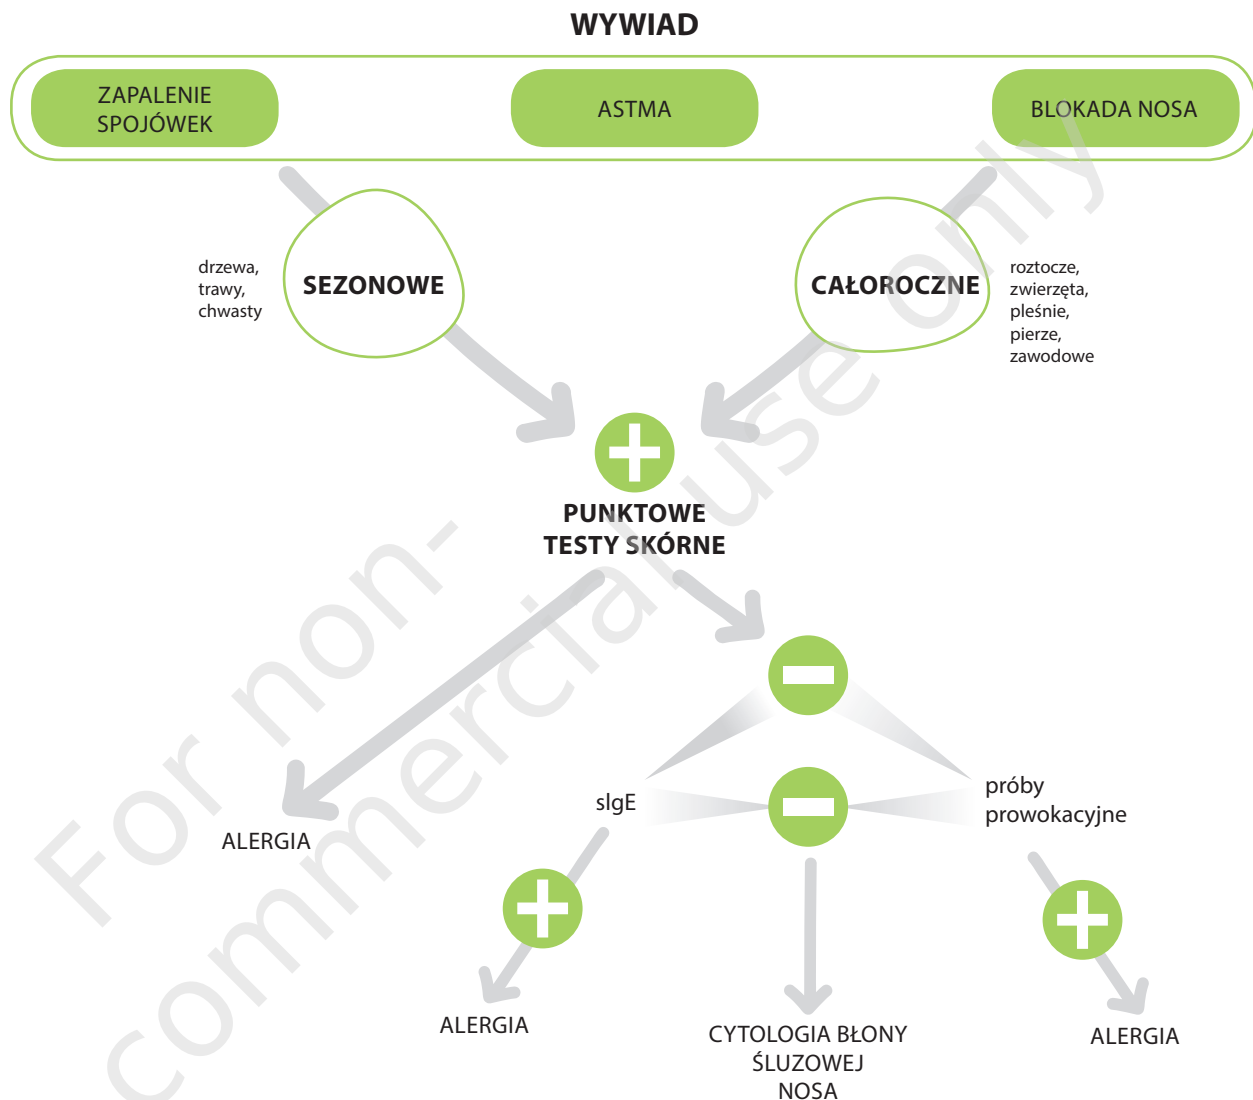 WYWIAD
ZAPALENIE
SPOJÓWEK
ASTMA
BLOKADA NOSA
drzewa,
trawy,
chwasty
SEZONOWE
CAŁOROCZNE
roztocze,
zwierzęta,
pleśnie,
pierze,
zawodowe
PUNKTOWE
TESTY SKÓRNE
sIgE
próby
prowokacyjne
ALERGIA
ALERGIA
CYTOLOGIA BŁONY
ŚLUZOWEJ
NOSA
ALERGIA
For non-
commercial use only